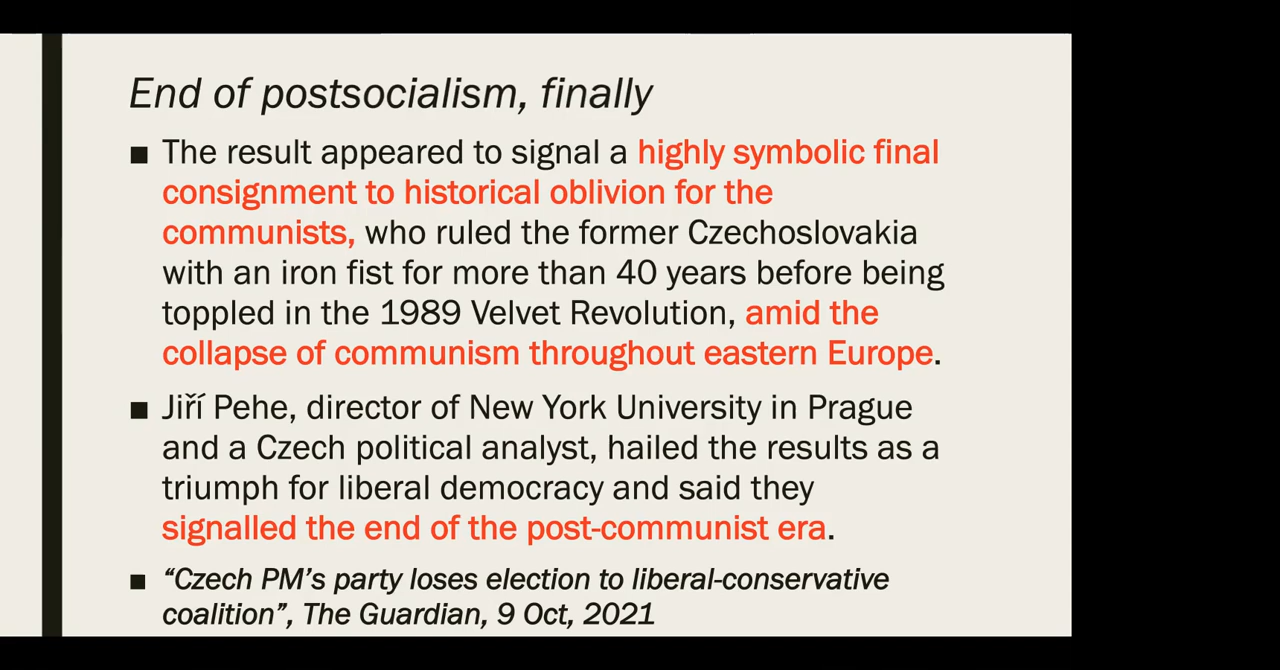 End of postsocialism, finally
■ The result appeared to signal a highly symbolic final
consignment to historical oblivion for the
communists, who ruled the former Czechoslovakia
with an iron fist for more than 40 years before being
toppled in the 1989 Velvet Revolution, amid the
collapse of communism throughout eastern Europe.
■ Jiří Pehe, director of New York University in Prague
and a Czech political analyst, hailed the results as a
triumph for liberal democracy and said they
signalled the end of the post-communist era.
■ “Czech PM’s party loses election to liberal-conservative
coalition”, The Guardian, 9 Oct, 2021